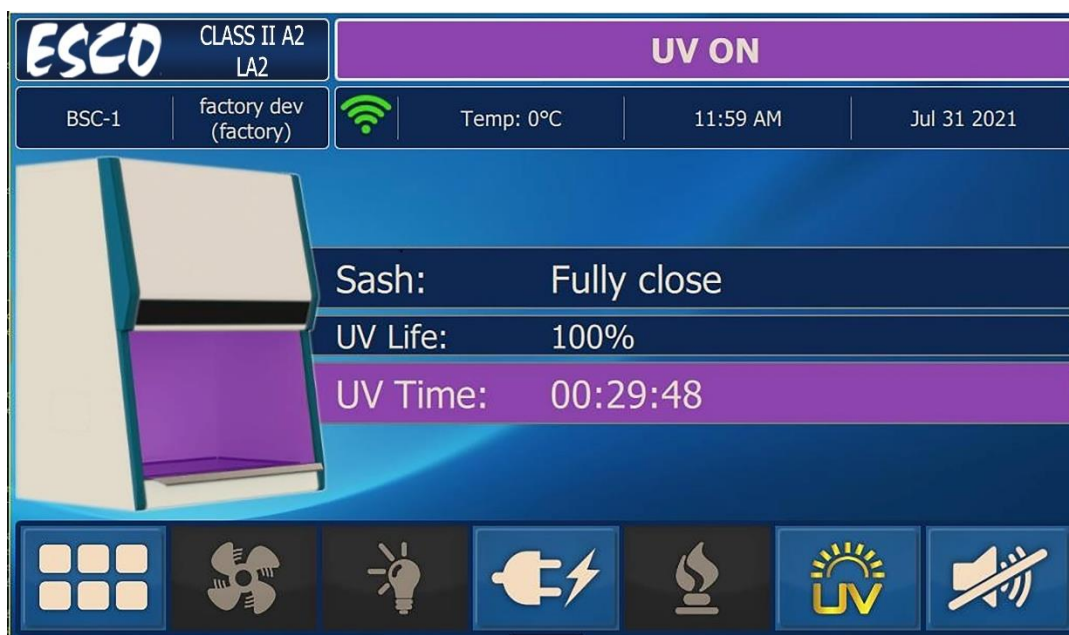 ESCO
CLASS II A2
LA2
UV ON
BSC-1
factory dev
(factory)
Temp: 0°C
11:59 AM
Jul 31 2021
Sash: Fully close
UV Life: 100%
UV Time: 00:29:48
UV